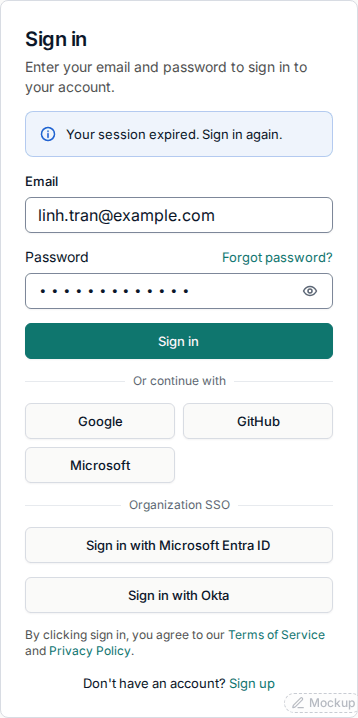 Sign in
Enter your email and password to sign in to
your account.
Your session expired. Sign in again.
Email
linh.tran@example.com
Password
Forgot password?
•••••••••••••
Sign in
Or continue with
Google
GitHub
Microsoft
Organization SSO
Sign in with Microsoft Entra ID
Sign in with Okta
By clicking sign in, you agree to our Terms of Service
and Privacy Policy.
Don't have an account? Sign up
Mockup